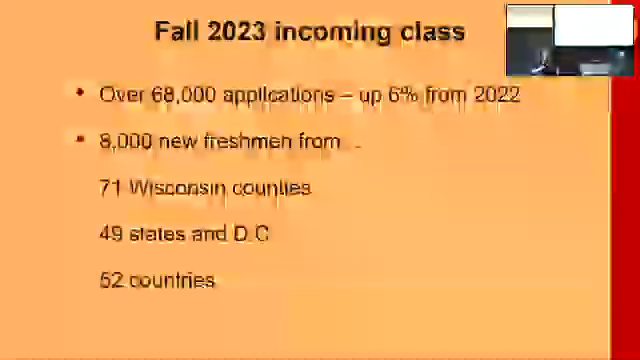 Fall 2023 incoming class
• Over 68,000 applications – up 6% from 2022
• 8,000 new freshmen from…
71 Wisconsin counties
49 states and D.C.
52 countries